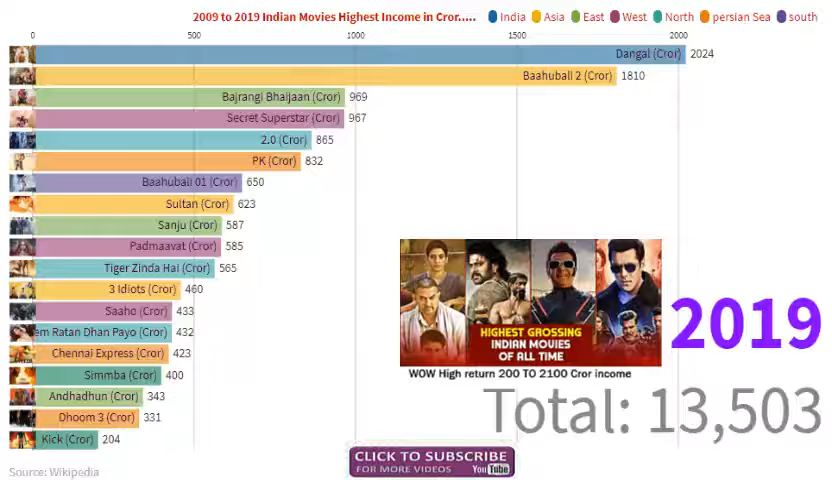 2009 to 2019 Indian Movies Highest Income in Cror..... India Asia East West North persian Sea south
0 500 1000 1500 2000
Dangal (Cror) 2024
Baahuball 2 (Cror) 1810
Bajrangi Bhaijaan (Cror) 969
Secret Superstar (Cror) 967
2.0 (Cror) 865
PK (Cror) 832
Baahubali 01 (Cror) 650
Sultan (Cror) 623
Sanju (Cror) 587
Padmaavat (Cror) 585
Tiger Zinda Hai (Cror) 565
3 Idiots (Cror) 460
Saaho (Cror) 433
em Ratan Dhan Payo (Cror) 432
Chennai Express (Cror) 423
Simmba (Cror) 400
Andhadhun (Cror) 343
Dhoom 3 (Cror) 331
Kick (Cror) 204
HIGHEST GROSSING
INDIAN MOVIES
OF ALL TIME
WOW High return 200 TO 2100 Cror income
2019
Total: 13,503
CLICK TO SUBSCRIBE
FOR MORE VIDEOS YouTube
Source: Wikipedia